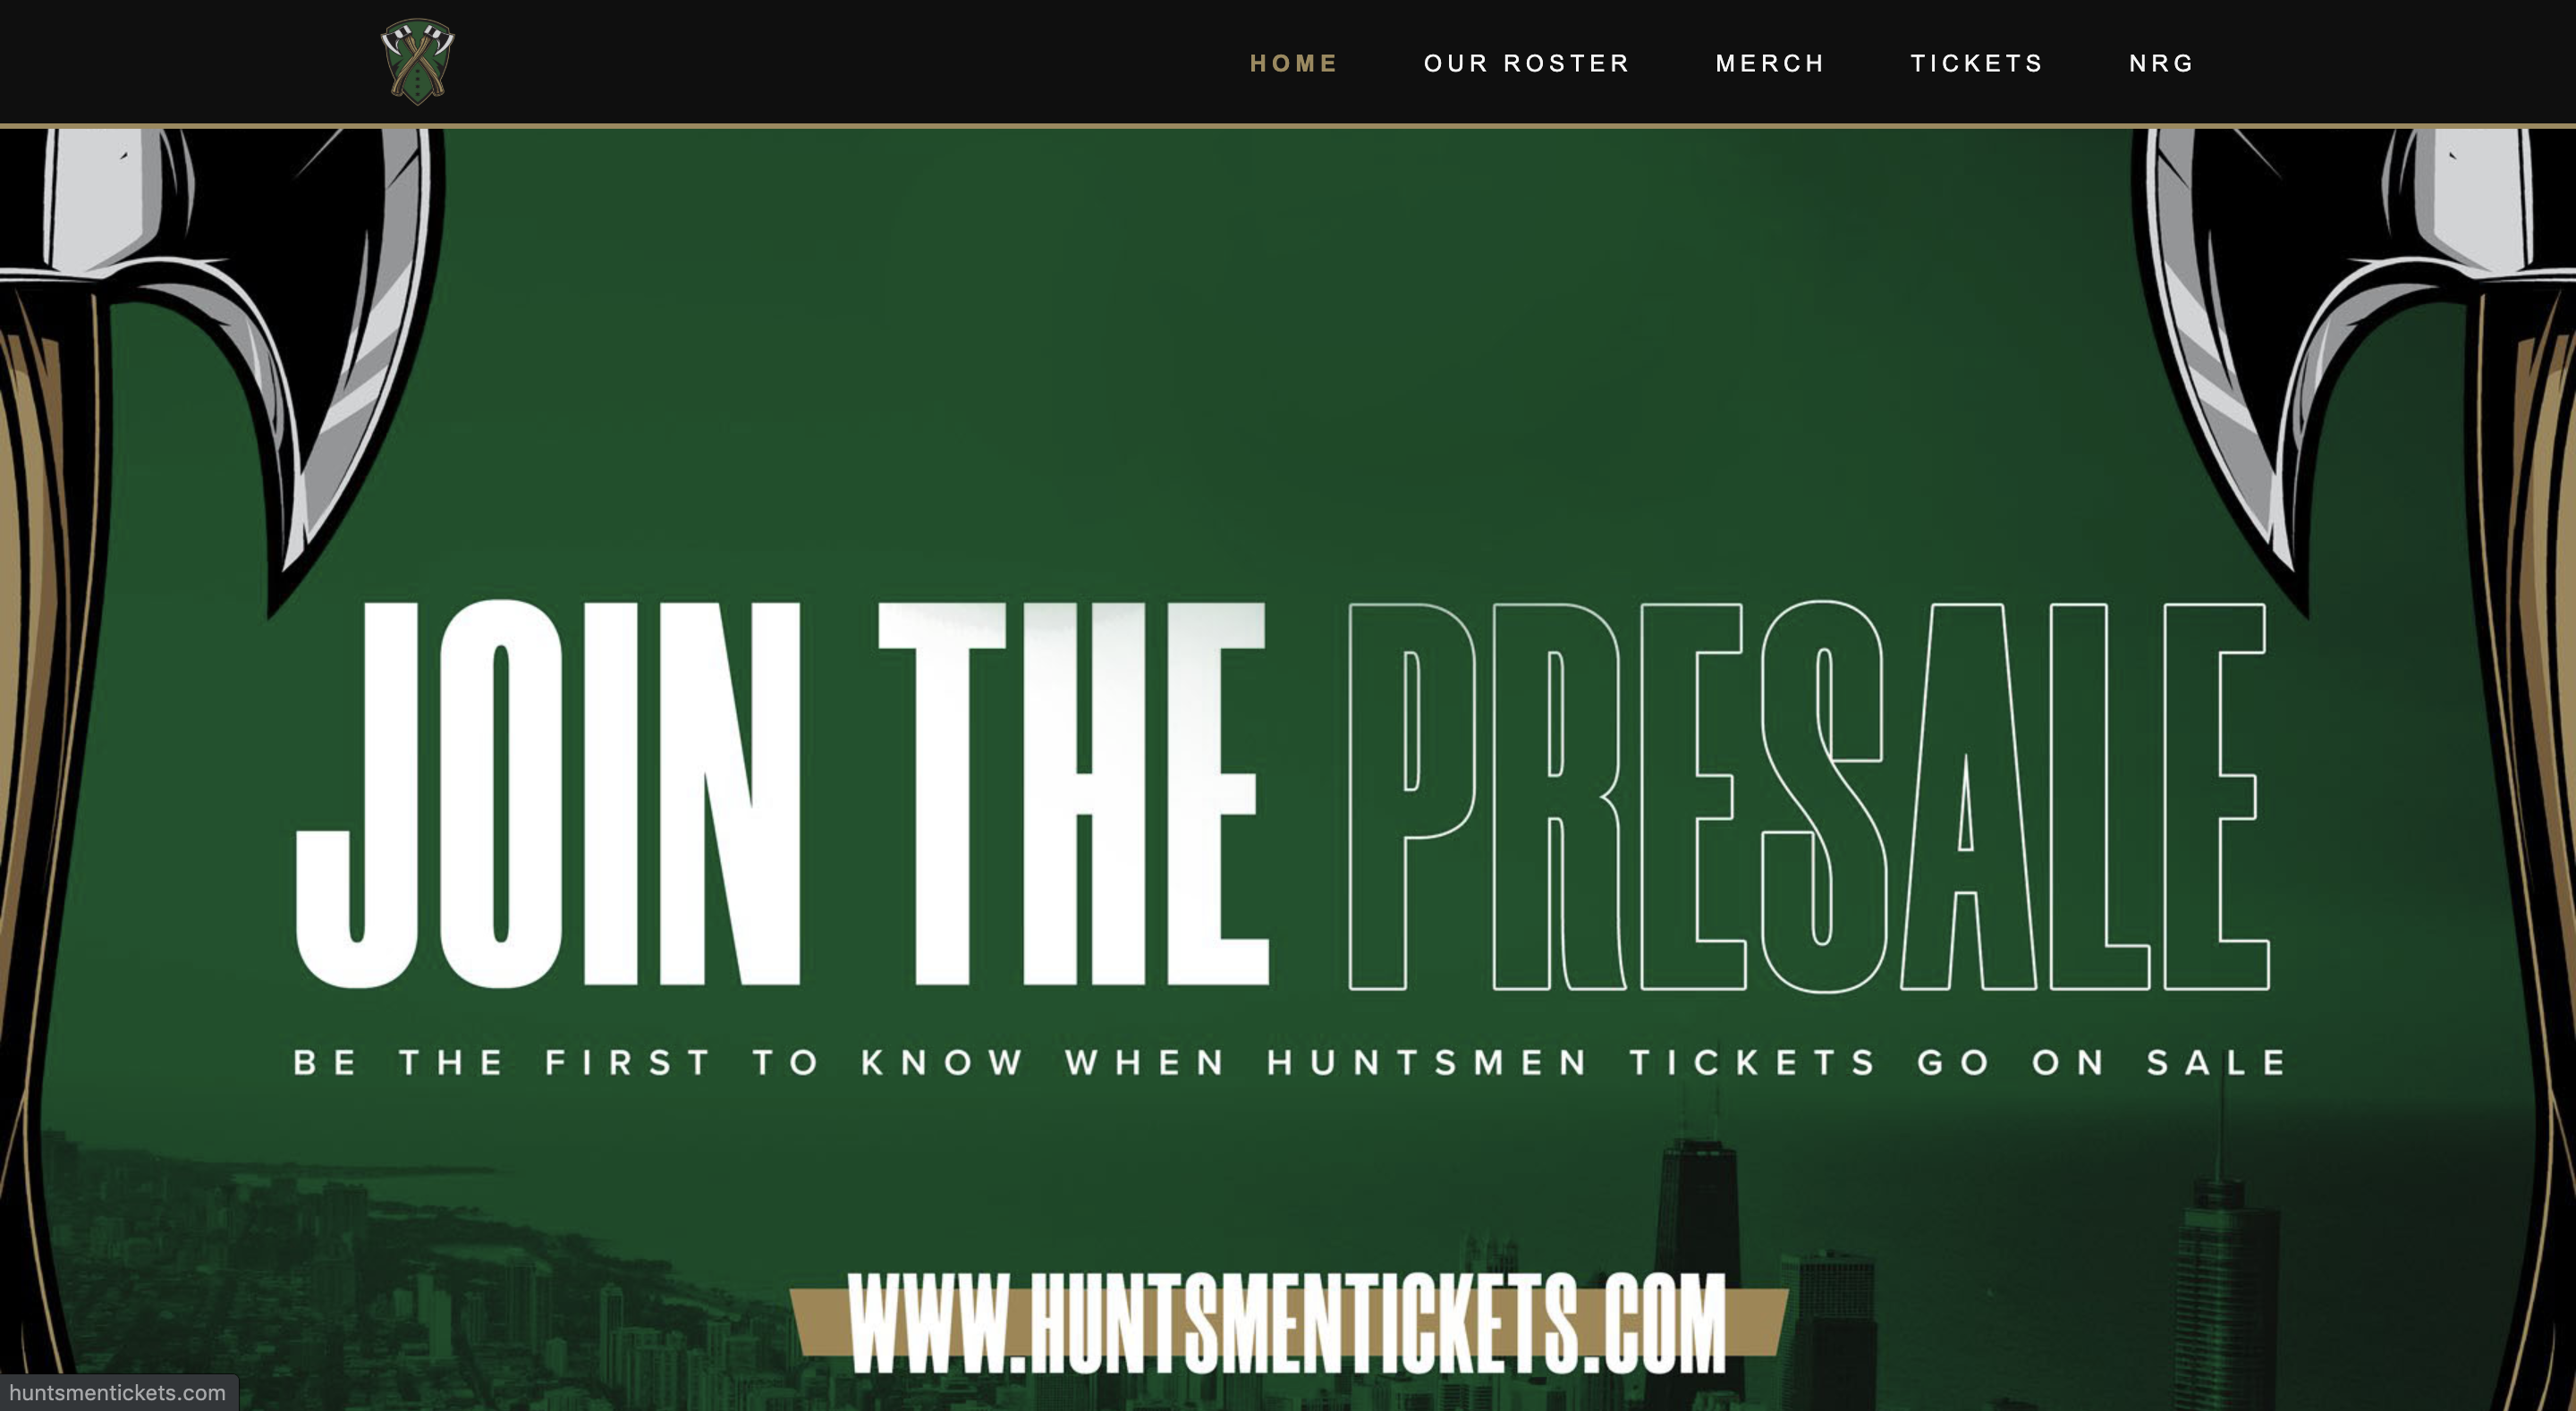 HOME OUR ROSTER MERCH TICKETS NRG
JOIN THE PRESALE
BE THE FIRST TO KNOW WHEN HUNTSMEN TICKETS GO ON SALE
WWW.HUNTSMENTICKETS.COM
huntsmentickets.com